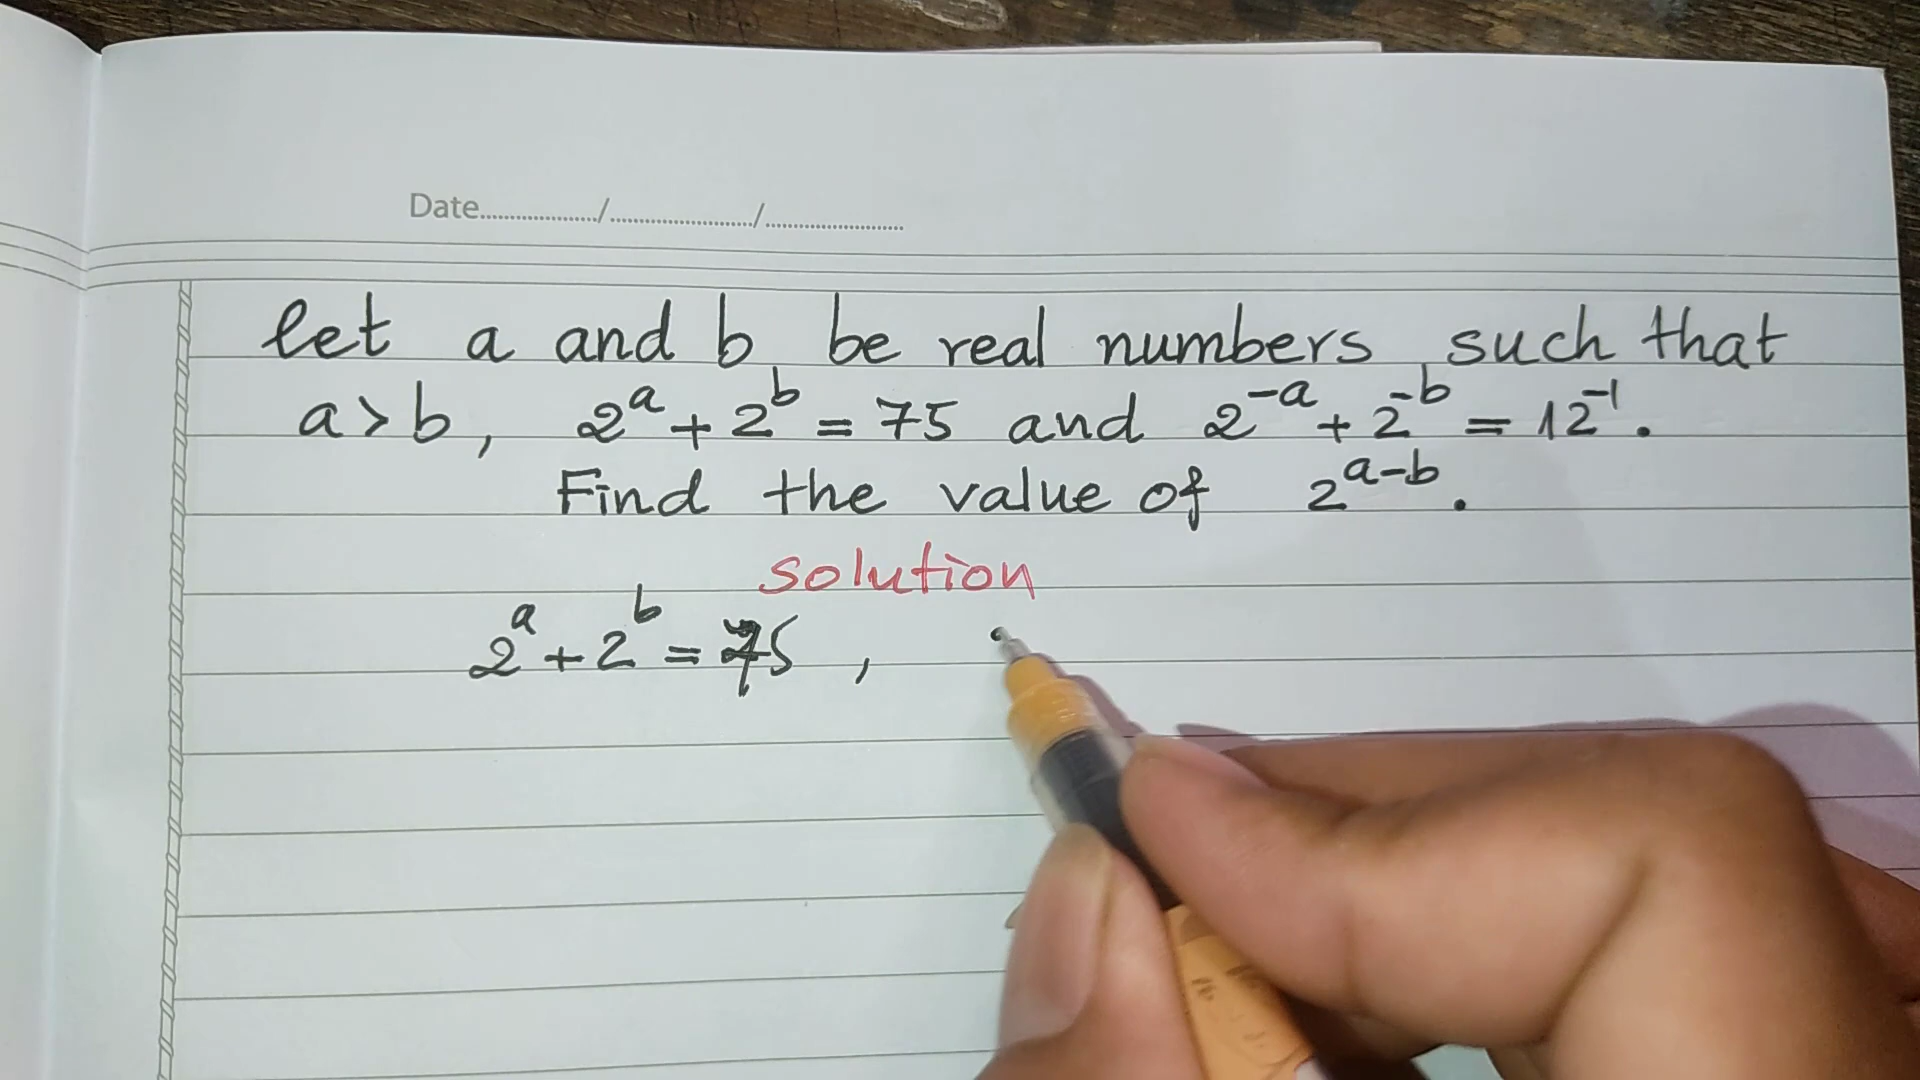 Date..................../........................./.........................
let a and b be real numbers such that
a > b, 2^a + 2^b = 75 and 2^-a + 2^-b = 12^-1.
Find the value of 2^a-b.
solution
2^a + 2^b = 75 ,